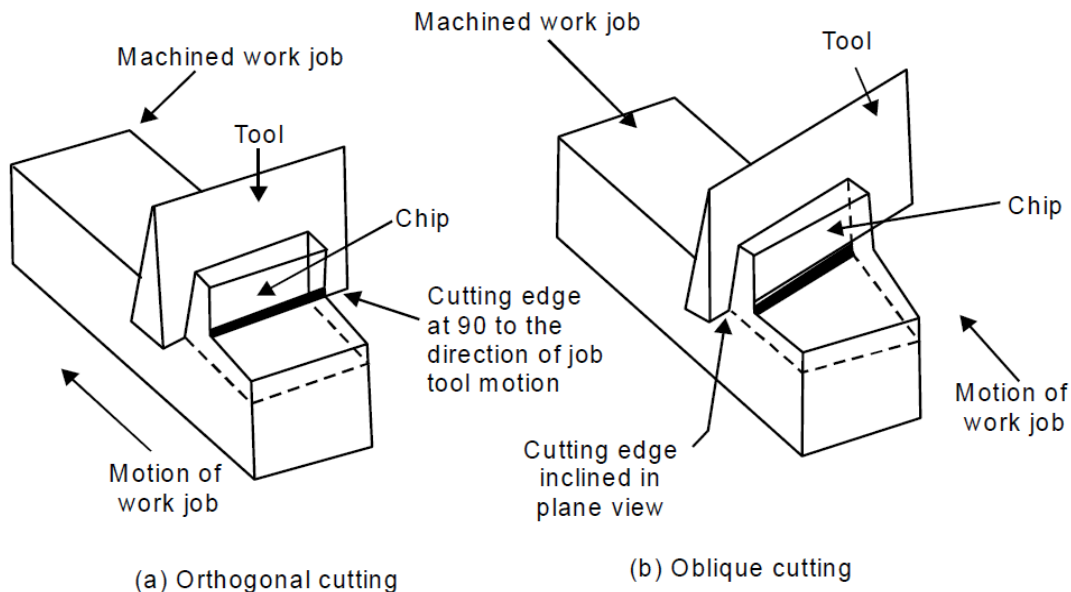 Machined work job
Tool
Chip
Cutting edge
at 90 to the
direction of job
tool motion
Motion of
work job
(a) Orthogonal cutting
Machined work job
Tool
Chip
Motion of
work job
Cutting edge
inclined in
plane view
(b) Oblique cutting